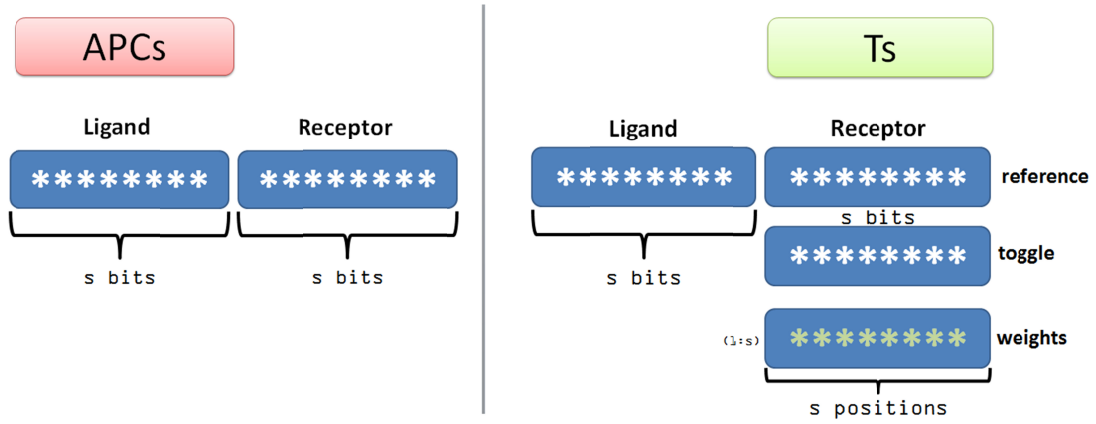 APCs
Ligand Receptor
******** ********
s bits s bits
Ts
Ligand Receptor
******** ******** reference
s bits
******** toggle
s bits
(1:s) ******** weights
s positions